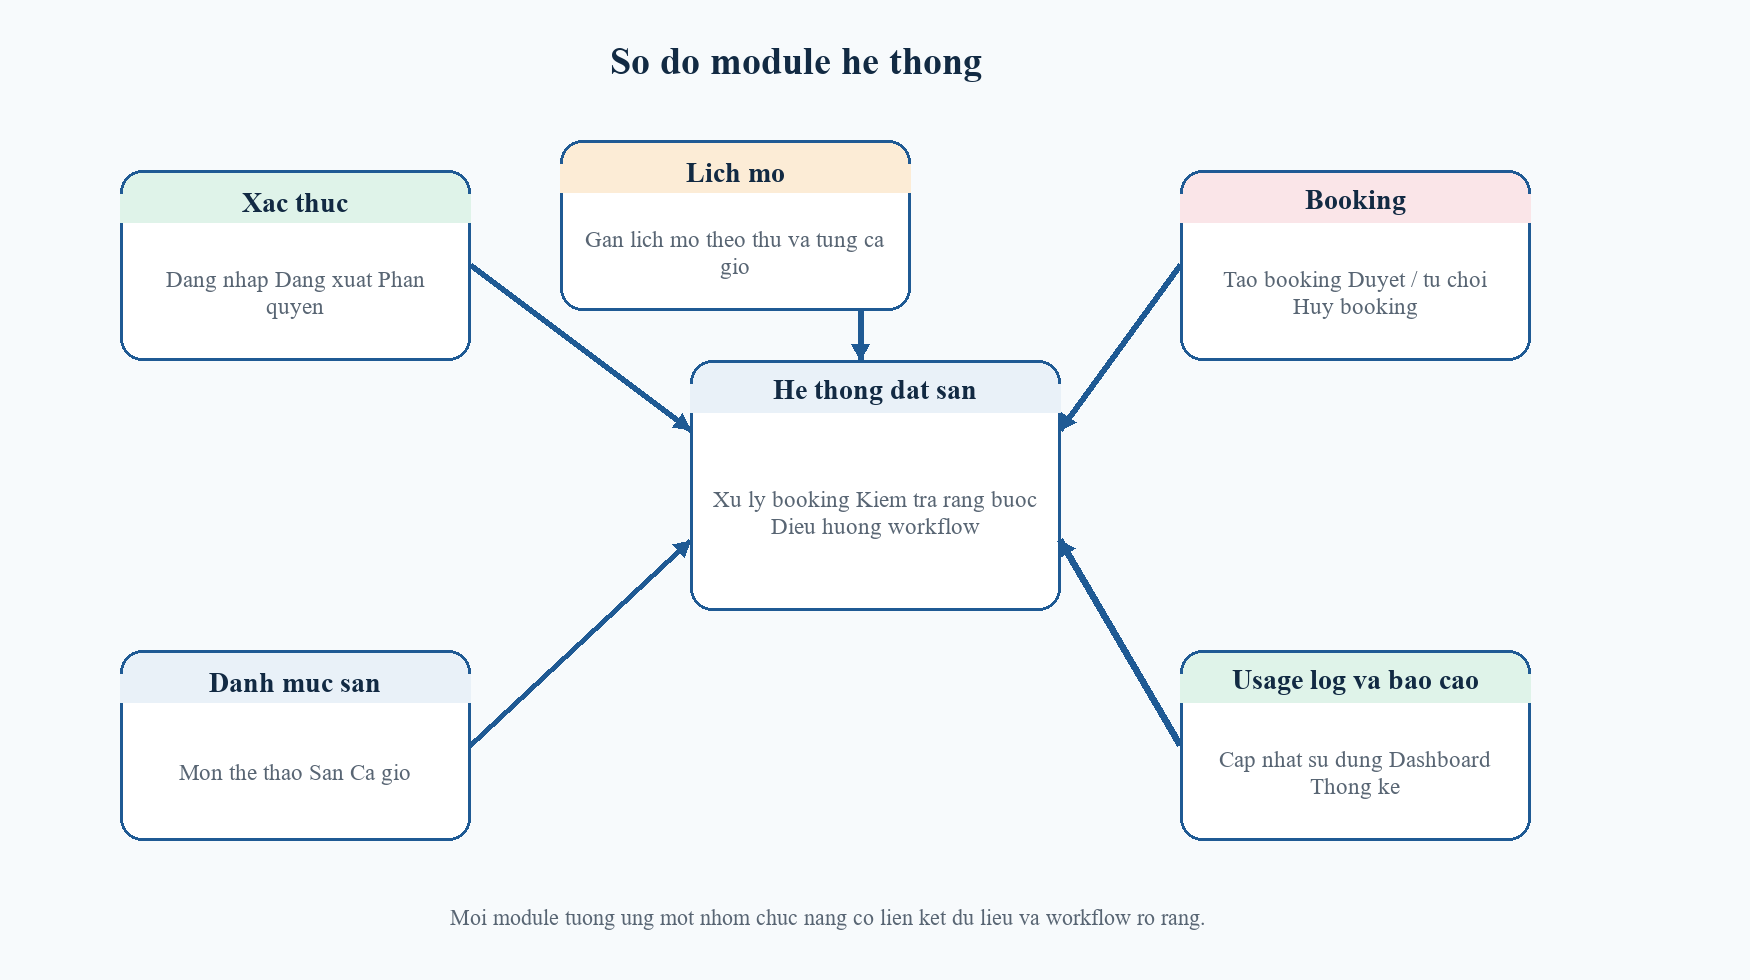 So do module he thong
Lich mo
Gan lich mo theo thu va tung ca
gio
Xac thuc
Dang nhap Dang xuat Phan
quyen
Booking
Tao booking Duyet / tu choi
Huy booking
He thong dat san
Xu ly booking Kiem tra rang buoc
Dieu huong workflow
Danh muc san
Mon the thao San Ca gio
Usage log va bao cao
Cap nhat su dung Dashboard
Thong ke
Moi module tuong ung mot nhom chuc nang co lien ket du lieu va workflow ro rang.